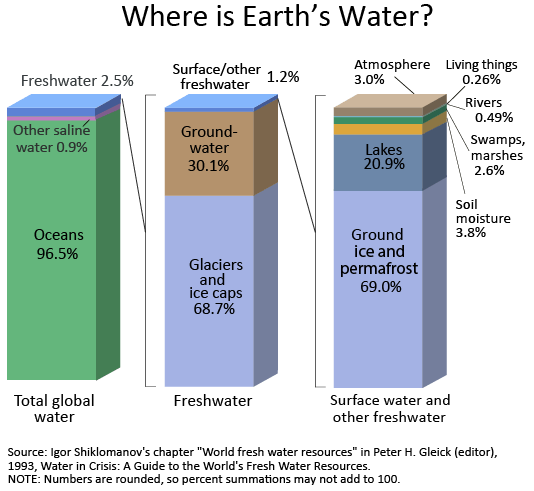 Where is Earth's Water?
Freshwater 2.5%
Other saline
water 0.9%
Oceans
96.5%
Total global
water
Surface/other
freshwater
1.2%
Ground-
water
30.1%
Glaciers
and
ice caps
68.7%
Freshwater
Atmosphere
3.0%
Living things
0.26%
Rivers
0.49%
Swamps,
marshes
2.6%
Soil
moisture
3.8%
Lakes
20.9%
Ground
ice and
permafrost
69.0%
Surface water and
other freshwater
Source: Igor Shiklomanov's chapter "World fresh water resources" in Peter H. Gleick (editor),
1993, Water in Crisis: A Guide to the World's Fresh Water Resources.
NOTE: Numbers are rounded, so percent summations may not add to 100.